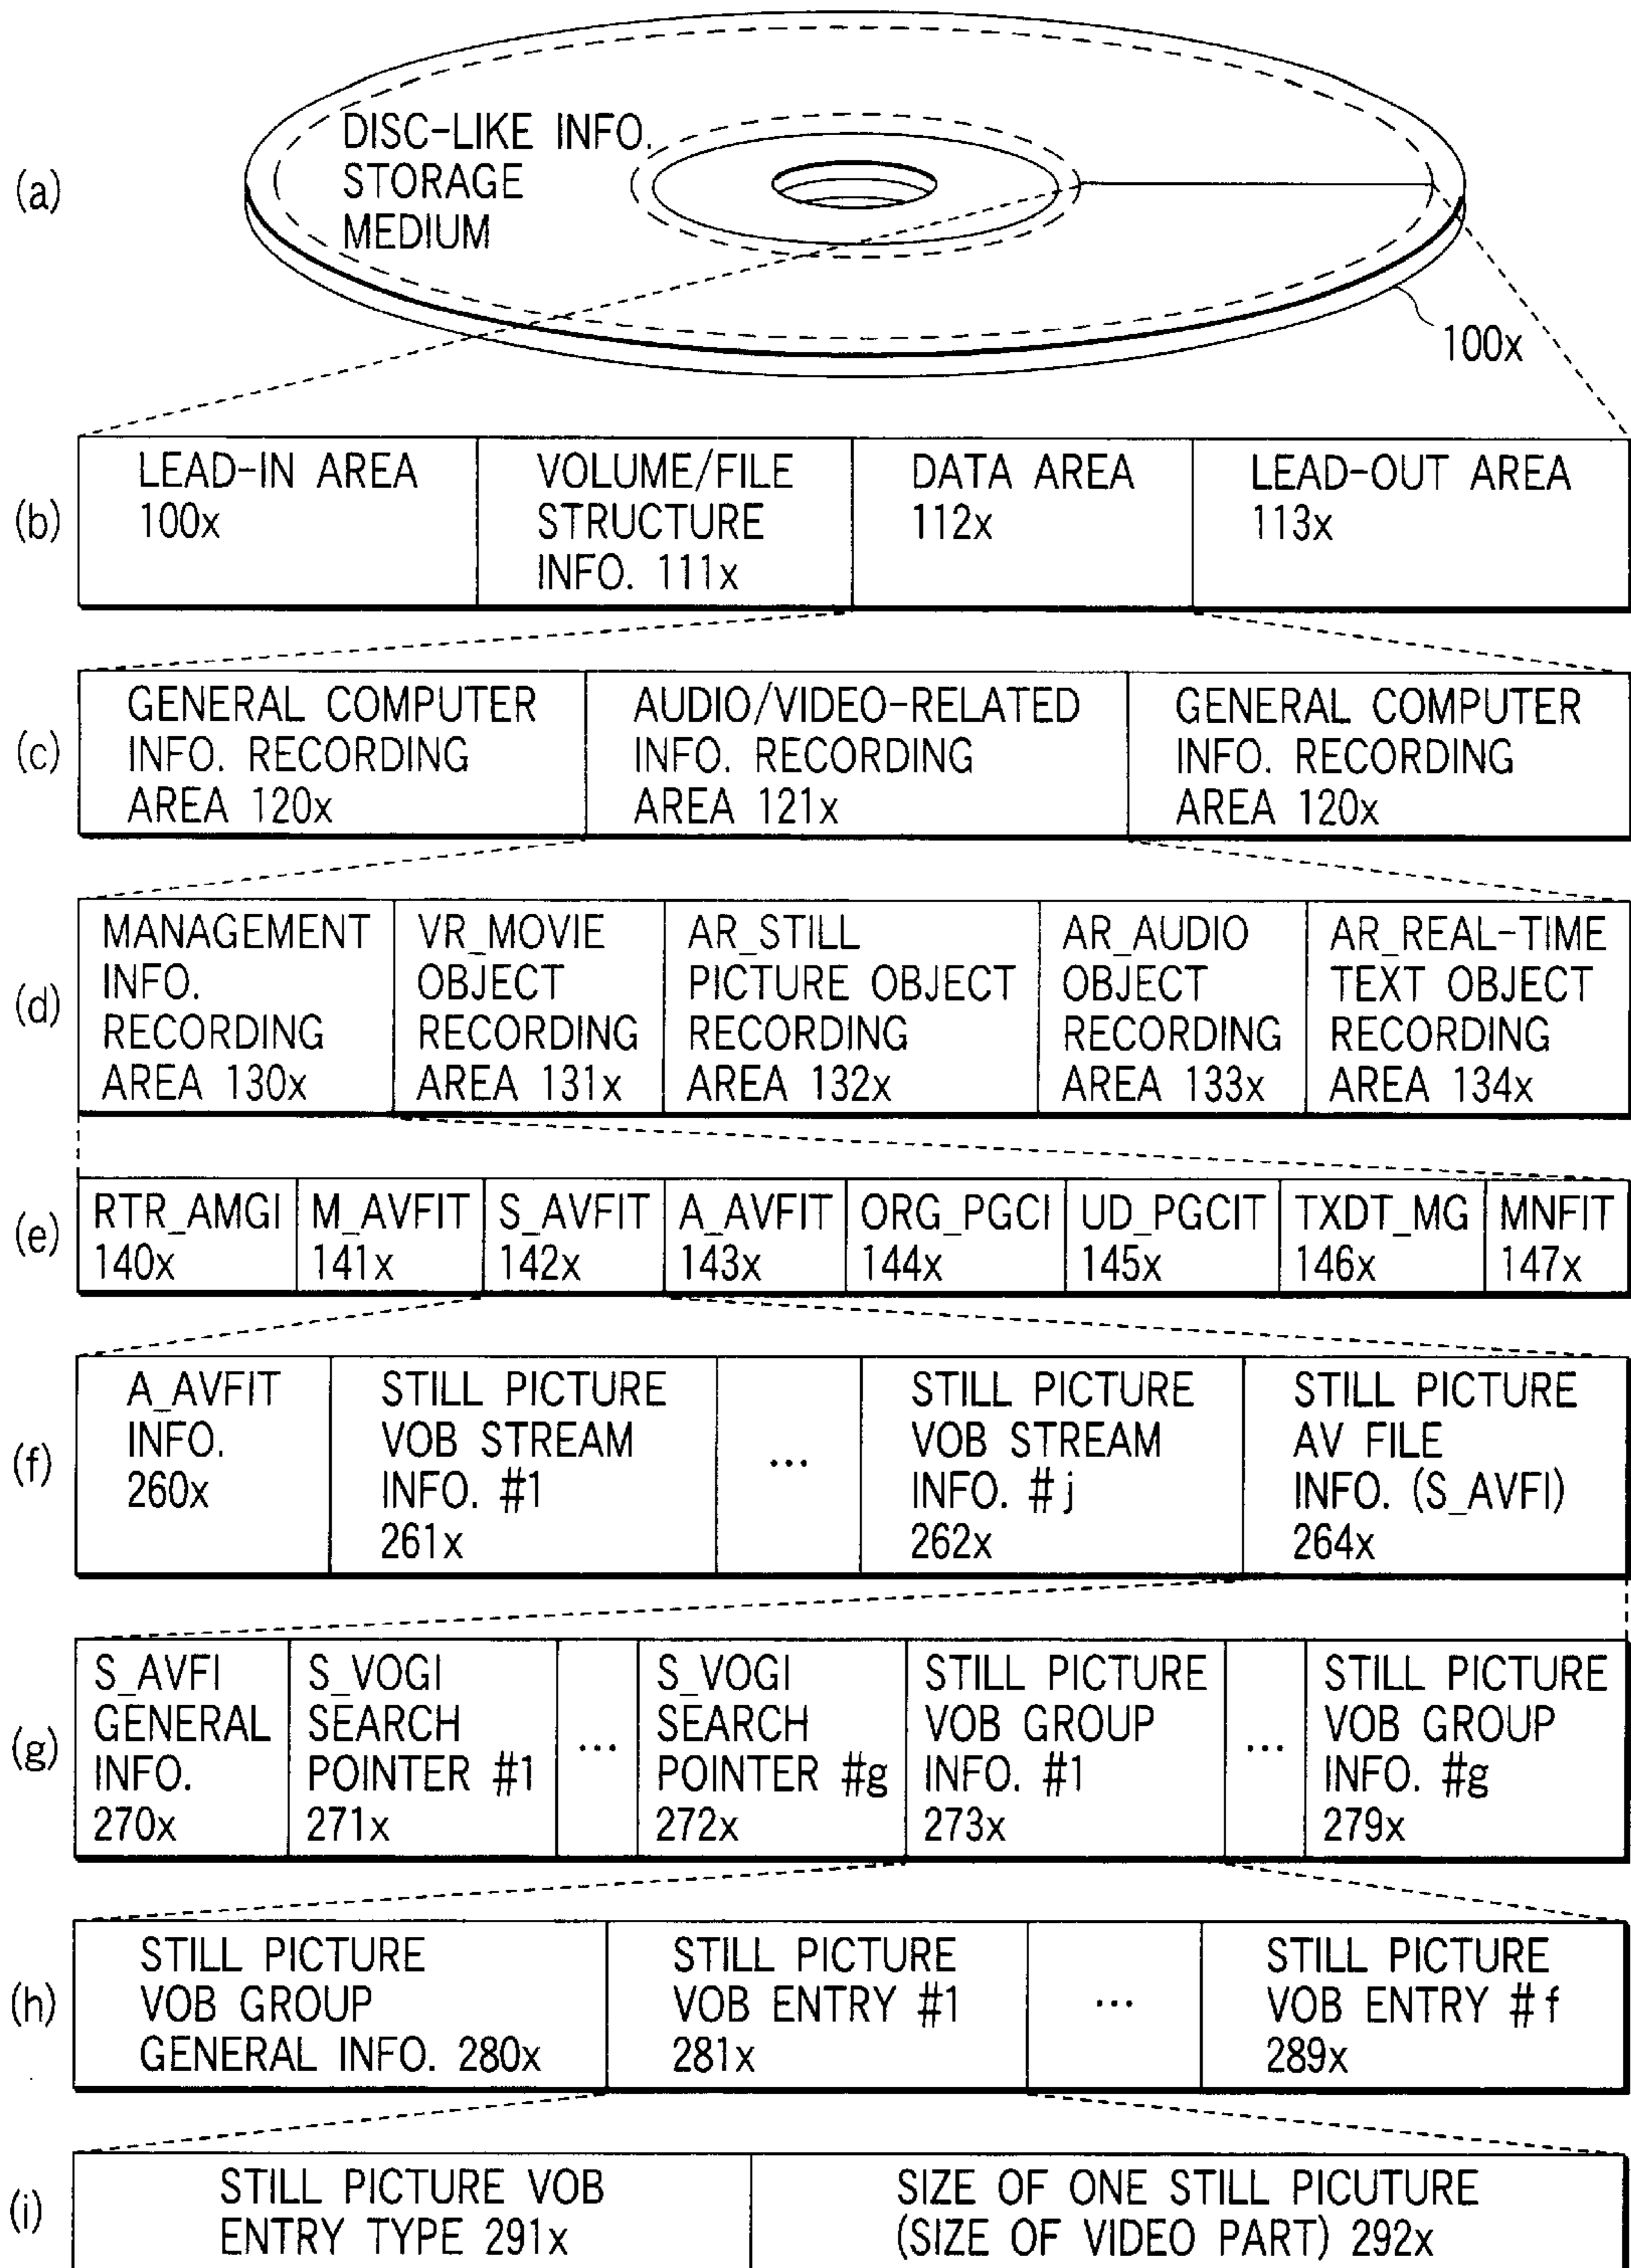 (a)
DISC-LIKE INFO.
STORAGE
MEDIUM
100x
(b)
LEAD-IN AREA
100x
VOLUME/FILE
STRUCTURE
INFO. 111x
DATA AREA
112x
LEAD-OUT AREA
113x
(c)
GENERAL COMPUTER
INFO. RECORDING
AREA 120x
AUDIO/VIDEO-RELATED
INFO. RECORDING
AREA 121x
GENERAL COMPUTER
INFO. RECORDING
AREA 120x
(d)
MANAGEMENT
INFO.
RECORDING
AREA 130x
VR_MOVIE
OBJECT
RECORDING
AREA 131x
AR_STILL
PICTURE OBJECT
RECORDING
AREA 132x
AR_AUDIO
OBJECT
RECORDING
AREA 133x
AR_REAL-TIME
TEXT OBJECT
RECORDING
AREA 134x
(e)
RTR_AMGI
140x
M_AVFIT
141x
S_AVFIT
142x
A_AVFIT
143x
ORG_PGCI
144x
UD_PGCIT
145x
TXDT_MG
146x
MNFIT
147x
(f)
A_AVFIT
INFO.
260x
STILL PICTURE
VOB STREAM
INFO. #1
261x
...
STILL PICTURE
VOB STREAM
INFO. #j
262x
STILL PICTURE
AV FILE
INFO. (S_AVFI)
264x
(g)
S_AVFI
GENERAL
INFO.
270x
S_VOGI
SEARCH
POINTER #1
271x
...
S_VOGI
SEARCH
POINTER #g
272x
STILL PICTURE
VOB GROUP
INFO. #1
273x
...
STILL PICTURE
VOB GROUP
INFO. #g
279x
(h)
STILL PICTURE
VOB GROUP
GENERAL INFO. 280x
STILL PICTURE
VOB ENTRY #1
281x
...
STILL PICTURE
VOB ENTRY #f
289x
(i)
STILL PICTURE VOB
ENTRY TYPE 291x
SIZE OF ONE STILL PICUTURE
(SIZE OF VIDEO PART) 292x